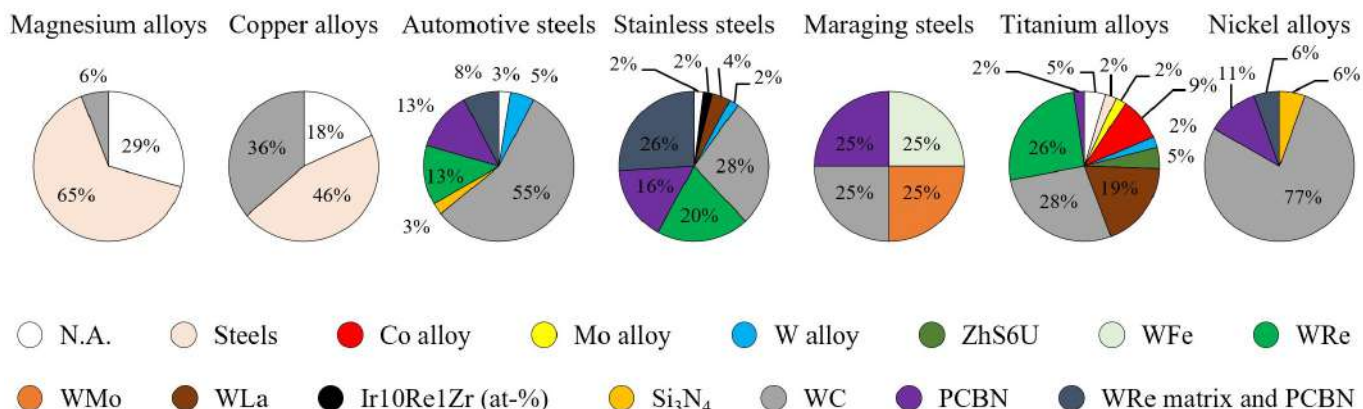 Magnesium alloys Copper alloys Automotive steels Stainless steels Maraging steels Titanium alloys Nickel alloys
6% 29% 65%
18% 46% 36%
3% 5% 55% 3% 13% 13% 8%
2% 2% 4% 2% 28% 20% 16% 26%
25% 25% 25% 25%
2% 5% 2% 2% 9% 2% 5% 19% 28% 26%
11% 6% 6% 77%
N.A. Steels Co alloy Mo alloy W alloy ZhS6U WFe WRe
WMo WLa Ir10Re1Zr (at-%) Si₃N₄ WC PCBN WRe matrix and PCBN